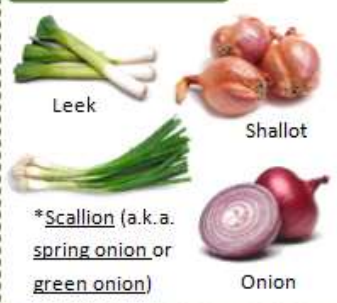 Leek
Shallot
*Scallion (a.k.a.
spring onion or
green onion)
Onion